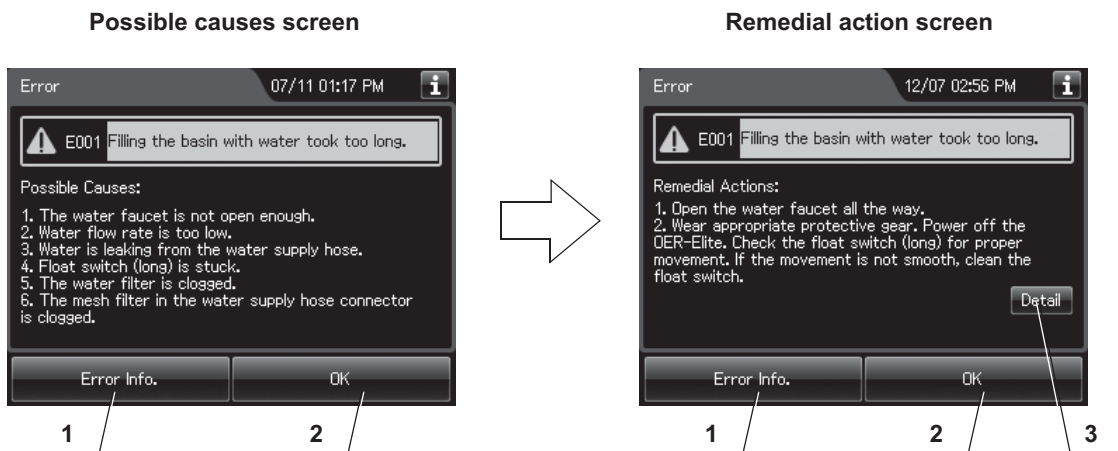 Possible causes screen
Error
07/11 01:17 PM
i
E001 Filling the basin with water took too long.
Possible Causes:
1. The water faucet is not open enough.
2. Water flow rate is too low.
3. Water is leaking from the water supply hose.
4. Float switch (long) is stuck.
5. The water filter is clogged.
6. The mesh filter in the water supply hose connector
is clogged.
Error Info.
OK
1
2
Remedial action screen
Error
12/07 02:56 PM
i
E001 Filling the basin with water took too long.
Remedial Actions:
1. Open the water faucet all the way.
2. Wear appropriate protective gear. Power off the
OER-Elite. Check the float switch (long) for proper
movement. If the movement is not smooth, clean the
float switch.
Detail
Error Info.
OK
1
2
3